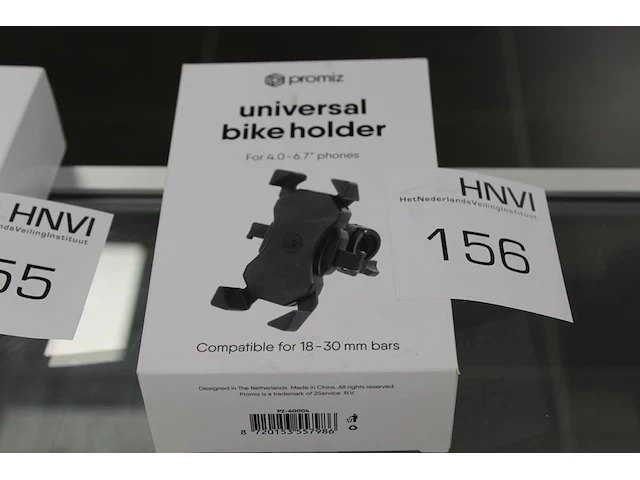 promiz
universal
bike holder
For 4.0-6.7" phones
Compatible for 18-30 mm bars
Designed in The Netherlands. Made in China. All rights reserved.
Promiz is a trademark of 2Service B.V.
PZ-40004
8 720153 557986
HNVI
HetNederlandsVeilingInstituut
156
HNVI
ndsVeilingInstituut
55